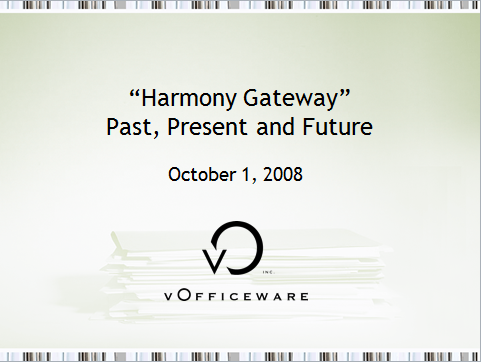 “Harmony Gateway”
Past, Present and Future
October 1, 2008
vO INC.
vOFFICEWARE